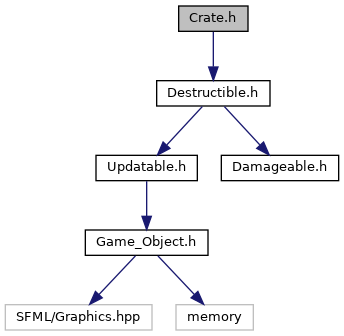 Crate.h
Destructible.h
Updatable.h
Damageable.h
Game_Object.h
SFML/Graphics.hpp
memory